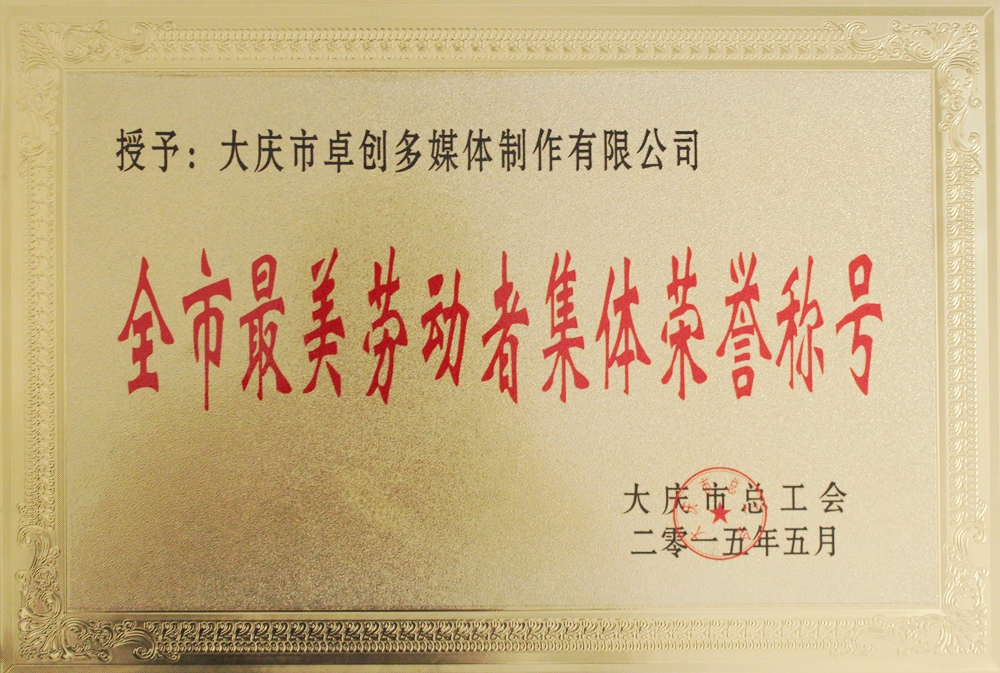 授予：大庆市卓创多媒体制作有限公司
全市最美劳动者集体荣誉称号
大庆市总工会
二零一五年五月